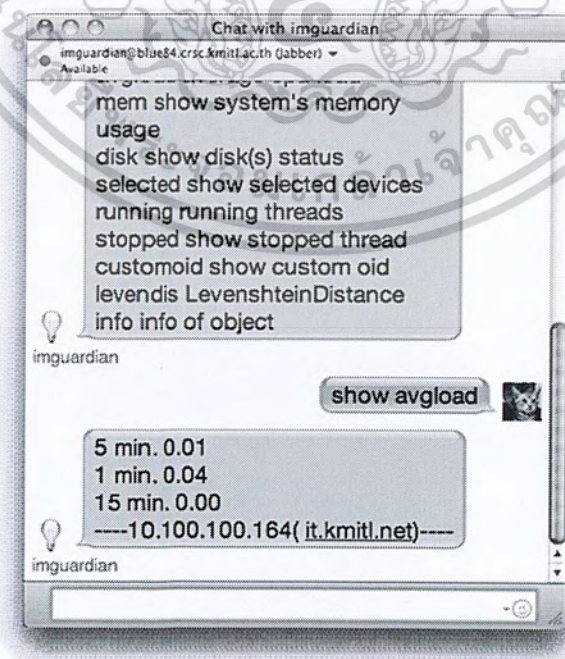 Chat with imguardian
imguardian@blue84.crsc.kmitl.ac.th (Jabber)
Available
mem show system's memory
usage
disk show disk(s) status
selected show selected devices
running running threads
stopped show stopped thread
customoid show custom oid
levendis LevenshteinDistance
info info of object
imguardian
show avgload
5 min. 0.01
1 min. 0.04
15 min. 0.00
----10.100.100.164( it.kmitl.net)----
imguardian